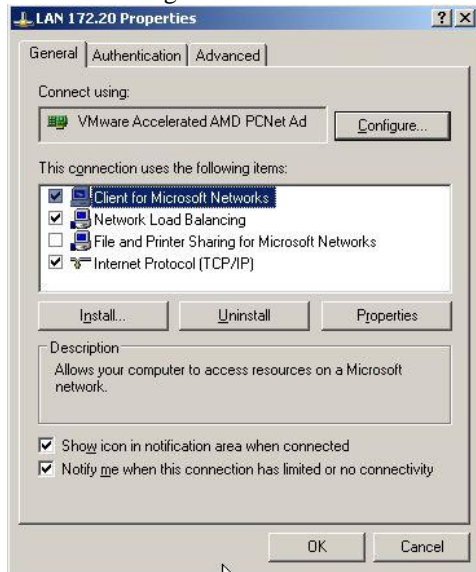 LAN 172.20 Properties
General Authentication Advanced
Connect using:
VMware Accelerated AMD PCNet Ad Configure...
This connection uses the following items:
Client for Microsoft Networks
Network Load Balancing
File and Printer Sharing for Microsoft Networks
Internet Protocol (TCP/IP)
Install... Uninstall Properties
Description
Allows your computer to access resources on a Microsoft
network.
Show icon in notification area when connected
Notify me when this connection has limited or no connectivity
OK Cancel